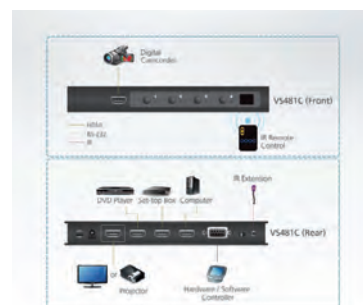 Digital
Camcorder
VS481C (Front)
HDMI
RS-232
IR
IR Remote
Control
IR Extension
DVD Player
Set-top Box
Computer
VS481C (Rear)
Projector
Hardware / Software
Controller